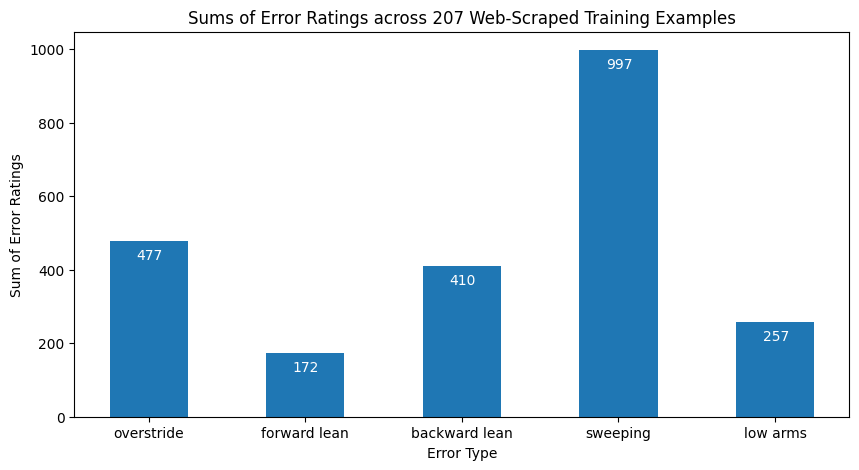 Sums of Error Ratings across 207 Web-Scraped Training Examples
Sum of Error Ratings
1000
800
600
400
200
0
477
172
410
997
257
overstride
forward lean
backward lean
sweeping
low arms
Error Type